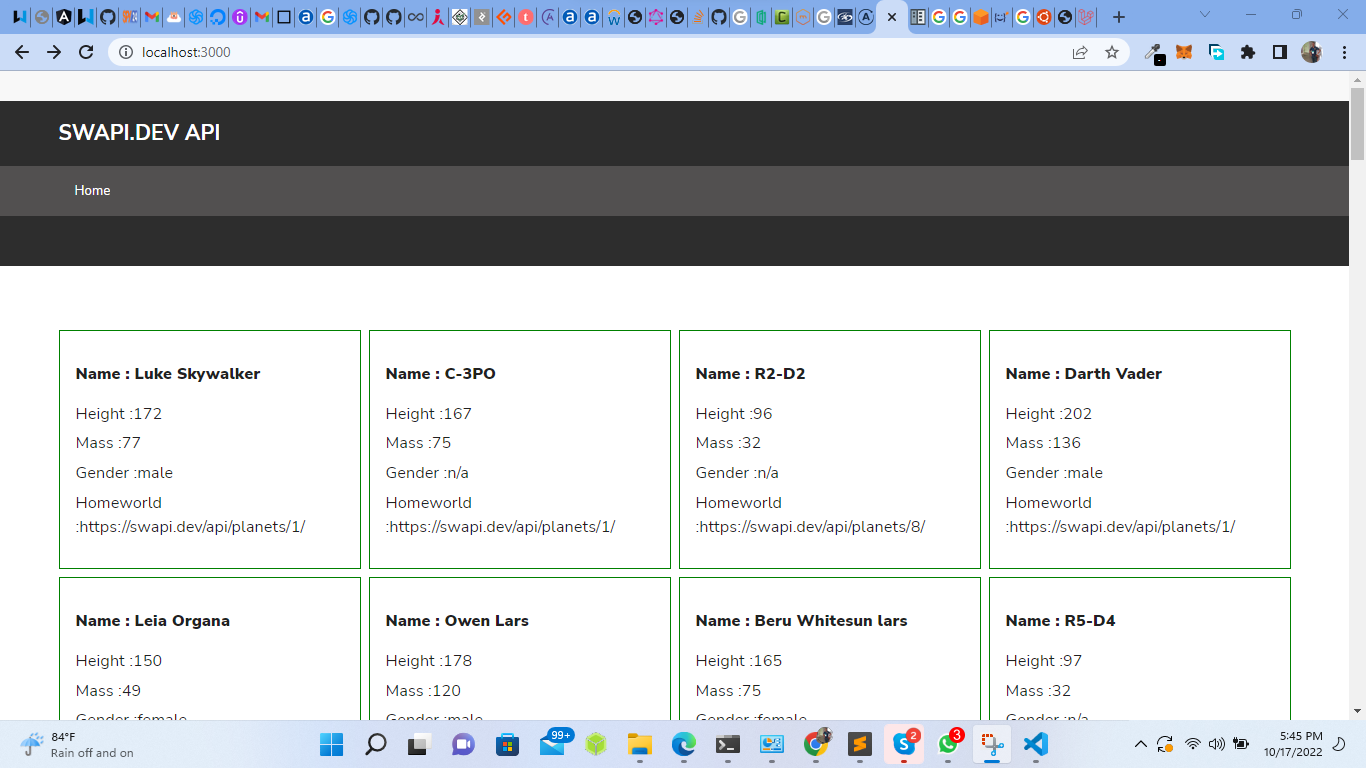 localhost:3000
SWAPI.DEV API
Home
Name : Luke Skywalker
Height :172
Mass :77
Gender :male
Homeworld
:https://swapi.dev/api/planets/1/
Name : C-3PO
Height :167
Mass :75
Gender :n/a
Homeworld
:https://swapi.dev/api/planets/1/
Name : R2-D2
Height :96
Mass :32
Gender :n/a
Homeworld
:https://swapi.dev/api/planets/8/
Name : Darth Vader
Height :202
Mass :136
Gender :male
Homeworld
:https://swapi.dev/api/planets/1/
Name : Leia Organa
Height :150
Mass :49
Gender :female
Name : Owen Lars
Height :178
Mass :120
Gender :male
Name : Beru Whitesun lars
Height :165
Mass :75
Gender :female
Name : R5-D4
Height :97
Mass :32
Gender :n/a
84°F
Rain off and on
99+
2
3
5:45 PM
10/17/2022